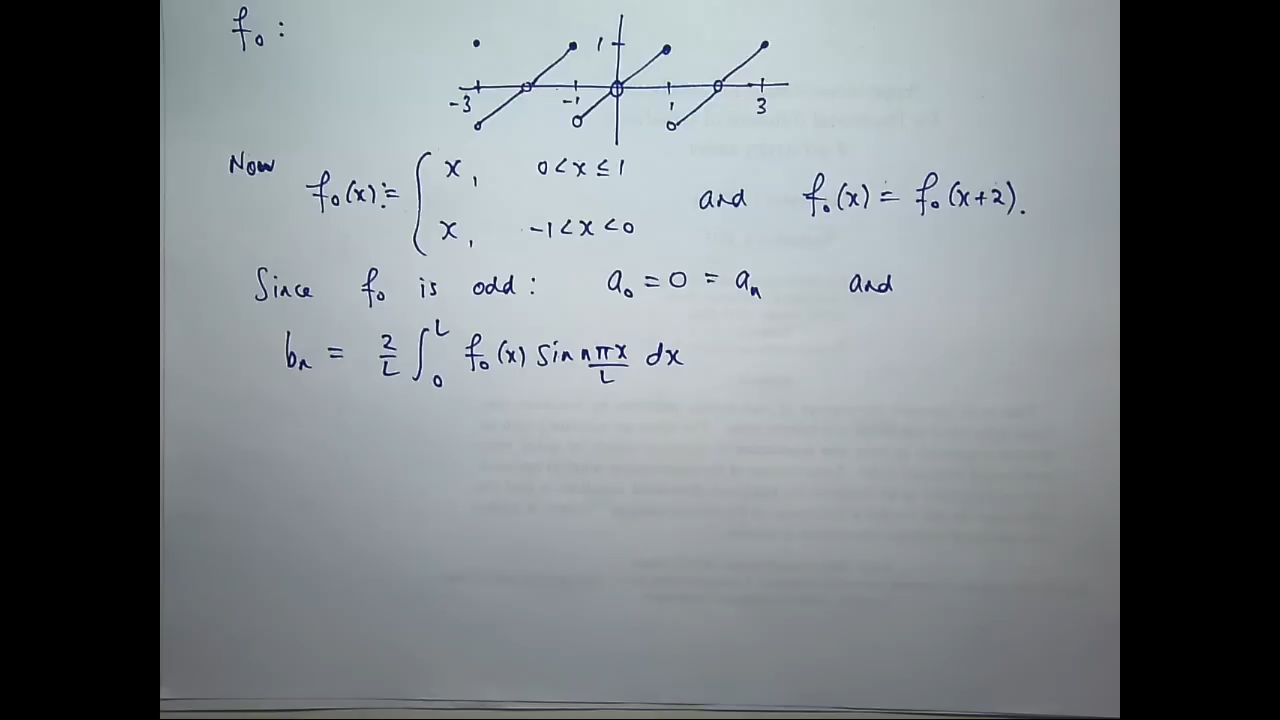 f₀ :
1
-3 -1 1 3
Now f₀(x) := { x, 0 < x ≤ 1
x, -1 < x < 0
and f₀(x) = f₀(x+2).
Since f₀ is odd : a₀ = 0 = aₙ and
bₙ = 2/L ∫₀ᴸ f₀(x) sin nπx/L dx